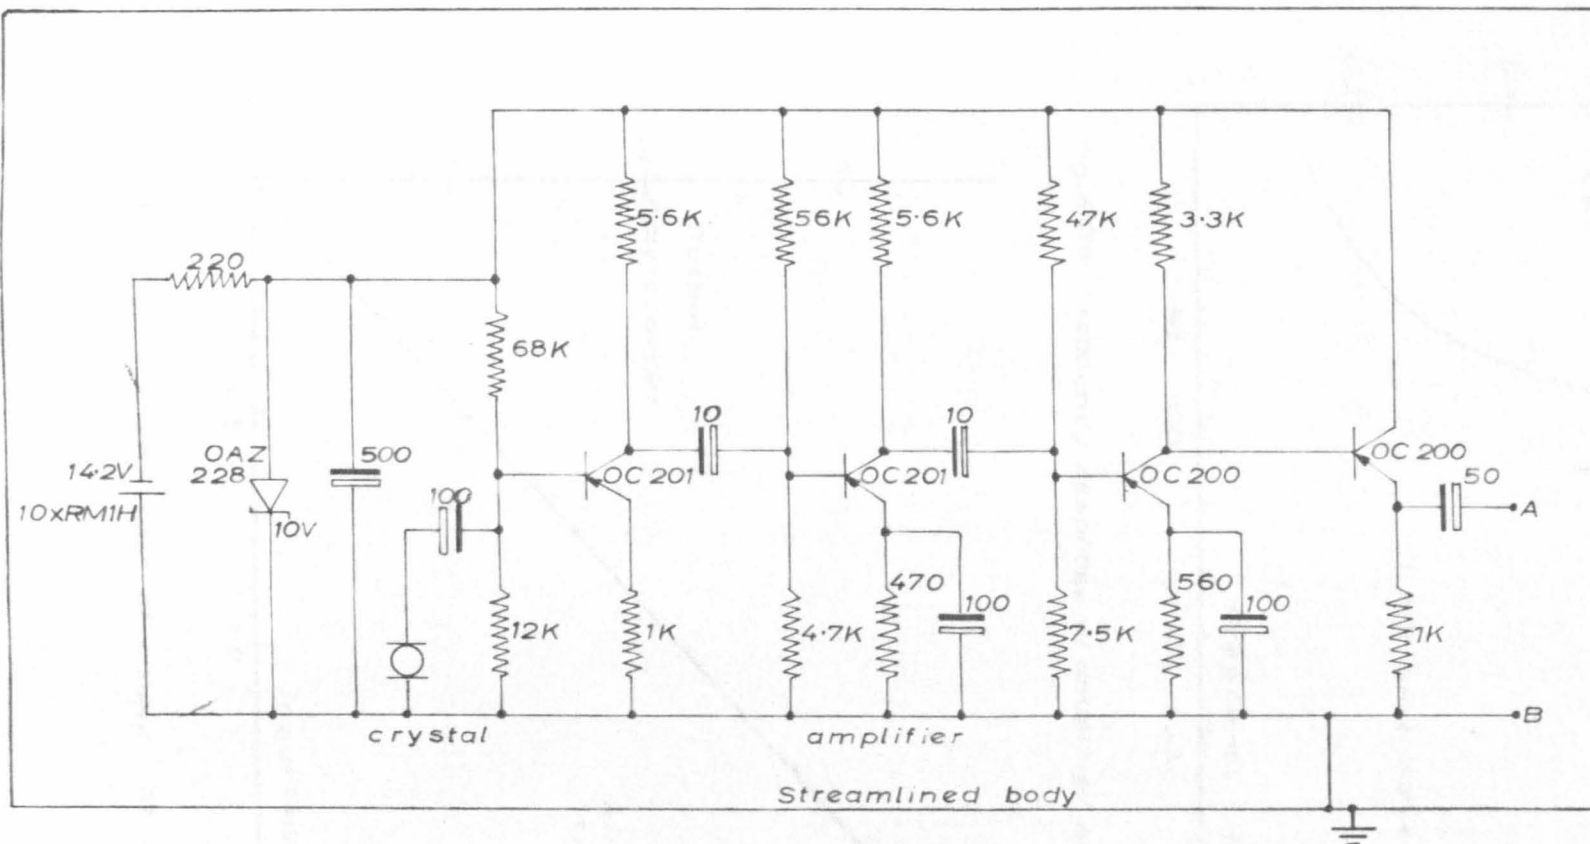 5.6K
56K
5.6K
47K
3.3K
220
68K
10
10
14.2V
10xRM1H
OAZ
228
10V
500
100
OC 201
OC 201
OC 200
OC 200
50
A
12K
1K
4.7K
470
100
7.5K
560
100
1K
B
crystal
amplifier
Streamlined body